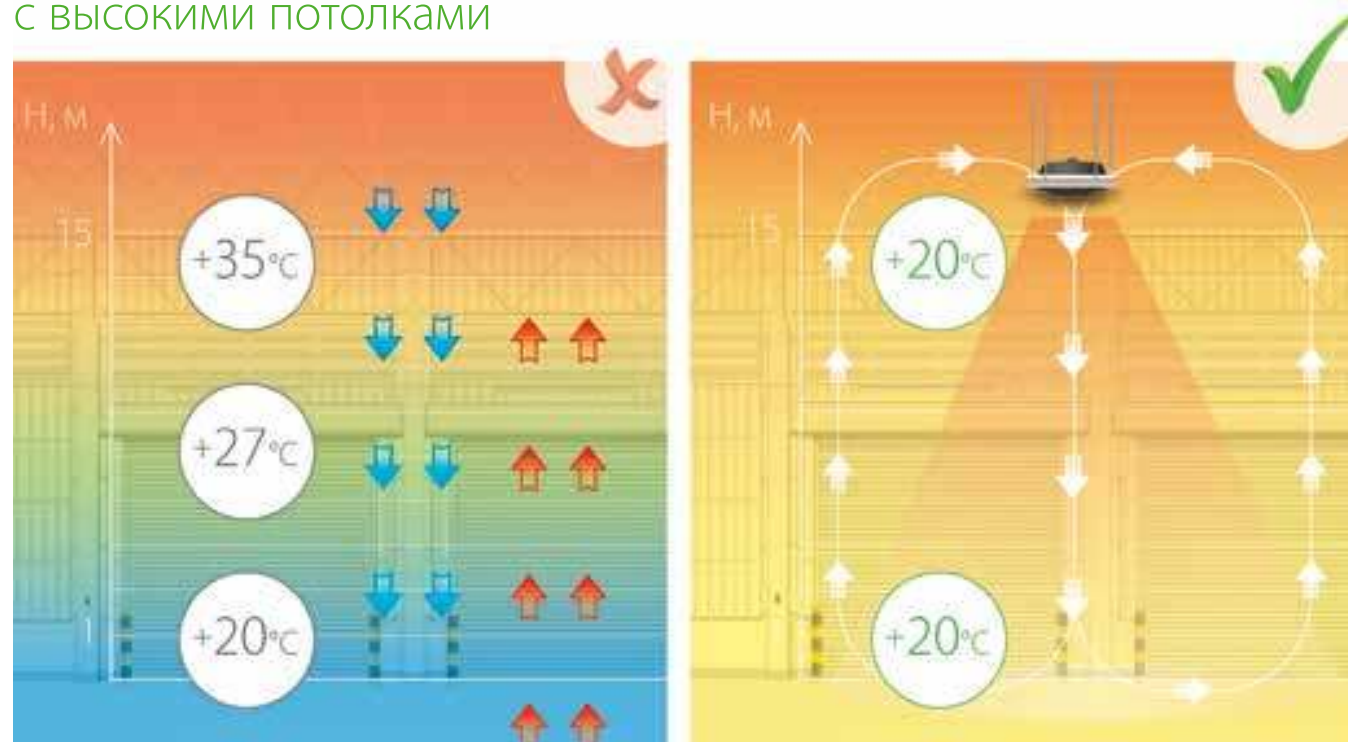 с высокими потолками
Н, м
15
+35°C
+27°C
1
+20°C
Н, м
15
+20°C
+20°C